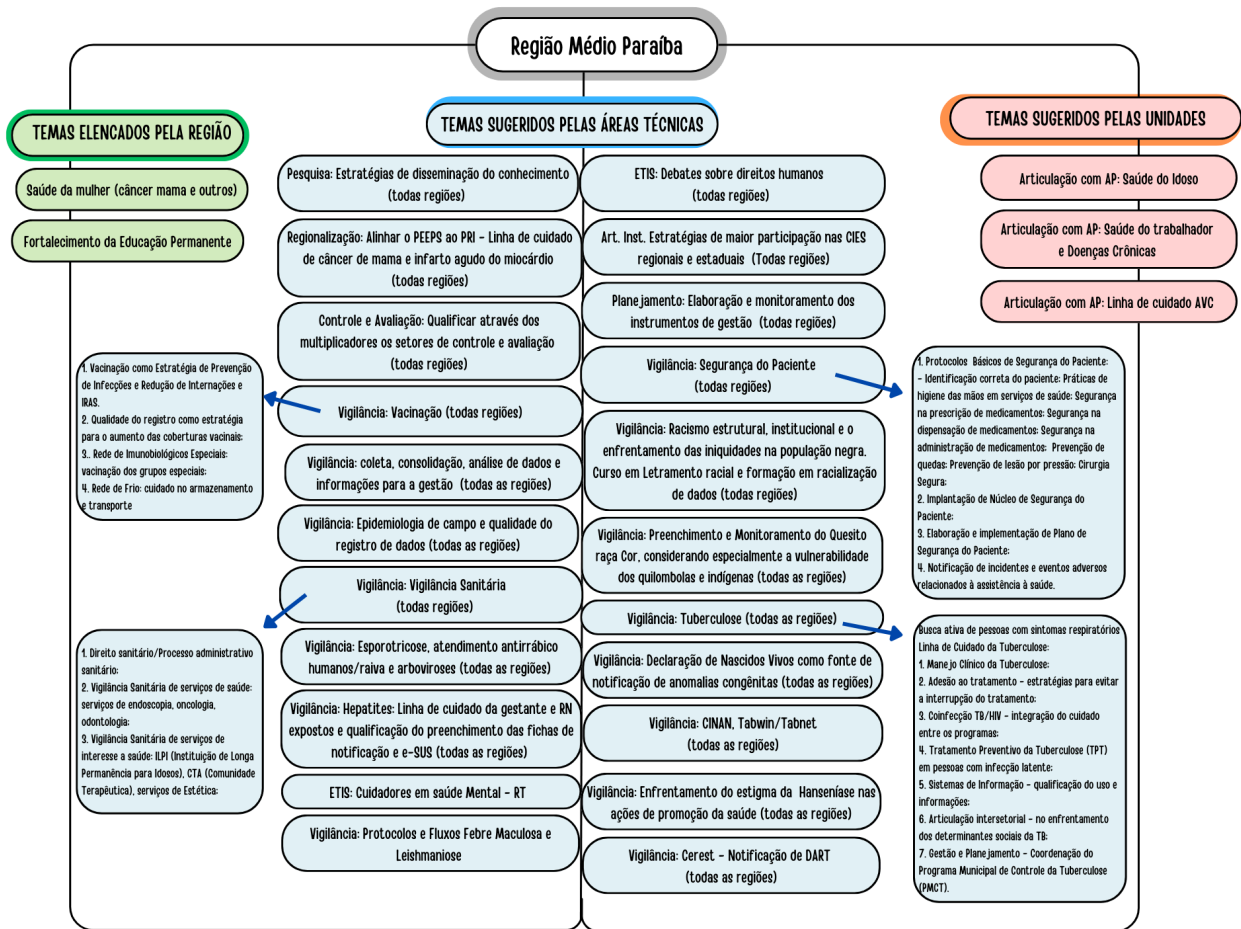 Região Médio Paraíba
TEMAS ELENCADOS PELA REGIÃO
Saúde da mulher (câncer mama e outros)
Fortalecimento da Educação Permanente
TEMAS SUGERIDOS PELAS ÁREAS TÉCNICAS
Pesquisa: Estratégias de disseminação do conhecimento
(todas regiões)
Regionalização: Alinhar o PEEPS ao PRI - Linha de cuidado
de câncer de mama e infarto agudo do miocárdio
(todas regiões)
Controle e Avaliação: Qualificar através dos
multiplicadores os setores de controle e avaliação
(todas regiões)
Vigilância: Vacinação (todas regiões)
1. Vacinação como Estratégia de Prevenção
de Infecções e Redução de Internações e
IRAS.
2. Qualidade do registro como estratégia
para o aumento das coberturas vacinais;
3.. Rede de Imunobiológicos Especiais:
vacinação dos grupos especiais;
4. Rede de Frio: cuidado no armazenamento
e transporte
Vigilância: coleta, consolidação, análise de dados e
informações para a gestão (todas as regiões)
Vigilância: Epidemiologia de campo e qualidade do
registro de dados (todas as regiões)
Vigilância: Vigilância Sanitária
(todas regiões)
1. Direito sanitário/Processo administrativo
sanitário;
2. Vigilância Sanitária de serviços de saúde:
serviços de endoscopia, oncologia,
odontologia;
3. Vigilância Sanitária de serviços de
interesse a saúde: ILPI (Instituição de Longa
Permanência para Idosos), CTA (Comunidade
Terapêutica), serviços de Estética;
Vigilância: Esporotricose, atendimento antirrábico
humanos/raiva e arboviroses (todas as regiões)
Vigilância: Hepatites: Linha de cuidado da gestante e RN
expostos e qualificação do preenchimento das fichas de
notificação e e-SUS (todas as regiões)
ETIS: Cuidadores em saúde Mental - RT
Vigilância: Protocolos e Fluxos Febre Maculosa e
Leishmaniose
ETIS: Debates sobre direitos humanos
(todas regiões)
Art. Inst. Estratégias de maior participação nas CIES
regionais e estaduais (Todas regiões)
Planejamento: Elaboração e monitoramento dos
instrumentos de gestão (todas regiões)
Vigilância: Segurança do Paciente
(todas regiões)
Vigilância: Racismo estrutural, institucional e o
enfrentamento das iniquidades na população negra.
Curso em Letramento racial e formação em racialização
de dados (todas regiões)
Vigilância: Preenchimento e Monitoramento do Quesito
raça Cor, considerando especialmente a vulnerabilidade
dos quilombolas e indígenas (todas as regiões)
Vigilância: Tuberculose (todas as regiões)
Vigilância: Declaração de Nascidos Vivos como fonte de
notificação de anomalias congênitas (todas as regiões)
Vigilância: CINAN, Tabwin/Tabnet
(todas as regiões)
Vigilância: Enfrentamento do estigma da Hanseníase nas
ações de promoção da saúde (todas as regiões)
Vigilância: Cerest - Notificação de DART
(todas as regiões)
TEMAS SUGERIDOS PELAS UNIDADES
Articulação com AP: Saúde do Idoso
Articulação com AP: Saúde do trabalhador
e Doenças Crônicas
Articulação com AP: Linha de cuidado AVC
1. Protocolos Básicos de Segurança do Paciente:
- Identificação correta do paciente; Práticas de
higiene das mãos em serviços de saúde; Segurança
na prescrição de medicamentos; Segurança na
dispensação de medicamentos; Segurança na
administração de medicamentos; Prevenção de
quedas; Prevenção de lesão por pressão; Cirurgia
Segura;
2. Implantação de Núcleo de Segurança do
Paciente;
3. Elaboração e implementação de Plano de
Segurança do Paciente;
4. Notificação de incidentes e eventos adversos
relacionados à assistência à saúde.
Busca ativa de pessoas com sintomas respiratórios
Linha de Cuidado da Tuberculose:
1. Manejo Clínico da Tuberculose;
2. Adesão ao tratamento - estratégias para evitar
a interrupção do tratamento;
3. Coinfecção TB/HIV - integração do cuidado
entre os programas;
4. Tratamento Preventivo da Tuberculose (TPT)
em pessoas com infecção latente;
5. Sistemas de Informação - qualificação do uso e
informações;
6. Articulação intersetorial - no enfrentamento
dos determinantes sociais da TB;
7. Gestão e Planejamento - Coordenação do
Programa Municipal de Controle da Tuberculose
(PMCT).